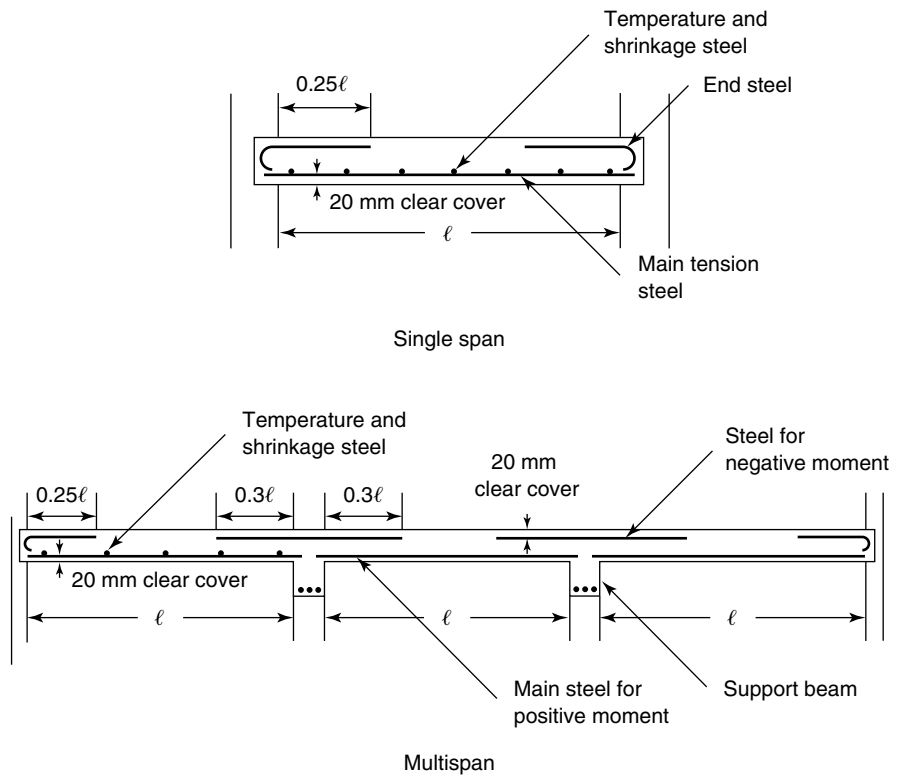 Temperature and
shrinkage steel
0.25ℓ
End steel
20 mm clear cover
ℓ
Main tension
steel
Single span
Temperature and
shrinkage steel
Steel for
negative moment
20 mm
clear cover
0.25ℓ
0.3ℓ
0.3ℓ
20 mm clear cover
ℓ
ℓ
ℓ
Main steel for
positive moment
Support beam
Multispan